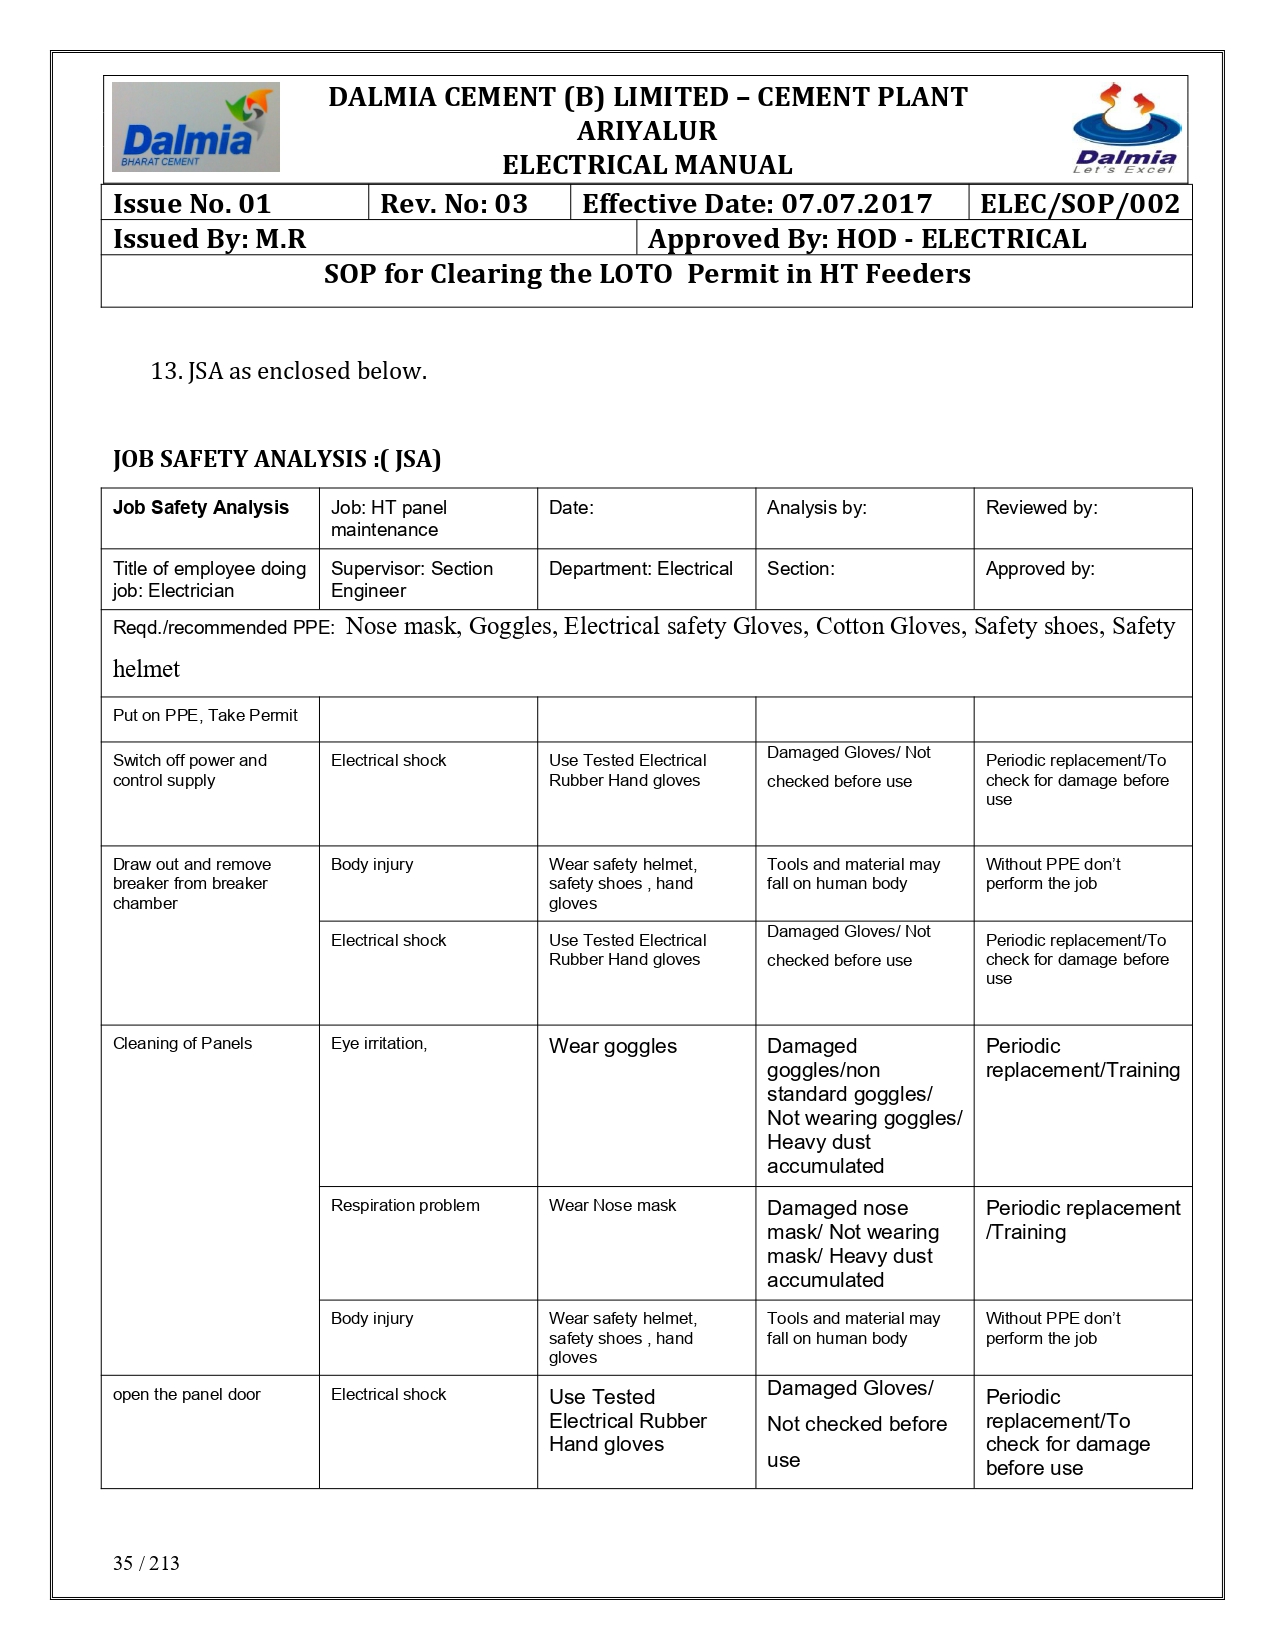 DALMIA CEMENT (B) LIMITED – CEMENT PLANT
ARIYALUR
ELECTRICAL MANUAL
Dalmia
BHARAT CEMENT
Dalmia
Let's Excel
Issue No. 01 Rev. No: 03 Effective Date: 07.07.2017 ELEC/SOP/002
Issued By: M.R Approved By: HOD - ELECTRICAL
SOP for Clearing the LOTO Permit in HT Feeders
13. JSA as enclosed below.
JOB SAFETY ANALYSIS :( JSA)
Job Safety Analysis
Job: HT panel
maintenance
Date:
Analysis by:
Reviewed by:
Title of employee doing
job: Electrician
Supervisor: Section
Engineer
Department: Electrical
Section:
Approved by:
Reqd./recommended PPE: Nose mask, Goggles, Electrical safety Gloves, Cotton Gloves, Safety shoes, Safety
helmet
Put on PPE, Take Permit
Switch off power and
control supply
Electrical shock
Use Tested Electrical
Rubber Hand gloves
Damaged Gloves/ Not
checked before use
Periodic replacement/To
check for damage before
use
Draw out and remove
breaker from breaker
chamber
Body injury
Wear safety helmet,
safety shoes , hand
gloves
Tools and material may
fall on human body
Without PPE don’t
perform the job
Electrical shock
Use Tested Electrical
Rubber Hand gloves
Damaged Gloves/ Not
checked before use
Periodic replacement/To
check for damage before
use
Cleaning of Panels
Eye irritation,
Wear goggles
Damaged
goggles/non
standard goggles/
Not wearing goggles/
Heavy dust
accumulated
Periodic
replacement/Training
Respiration problem
Wear Nose mask
Damaged nose
mask/ Not wearing
mask/ Heavy dust
accumulated
Periodic replacement
/Training
Body injury
Wear safety helmet,
safety shoes , hand
gloves
Tools and material may
fall on human body
Without PPE don’t
perform the job
open the panel door
Electrical shock
Use Tested
Electrical Rubber
Hand gloves
Damaged Gloves/
Not checked before
use
Periodic
replacement/To
check for damage
before use
35 / 213